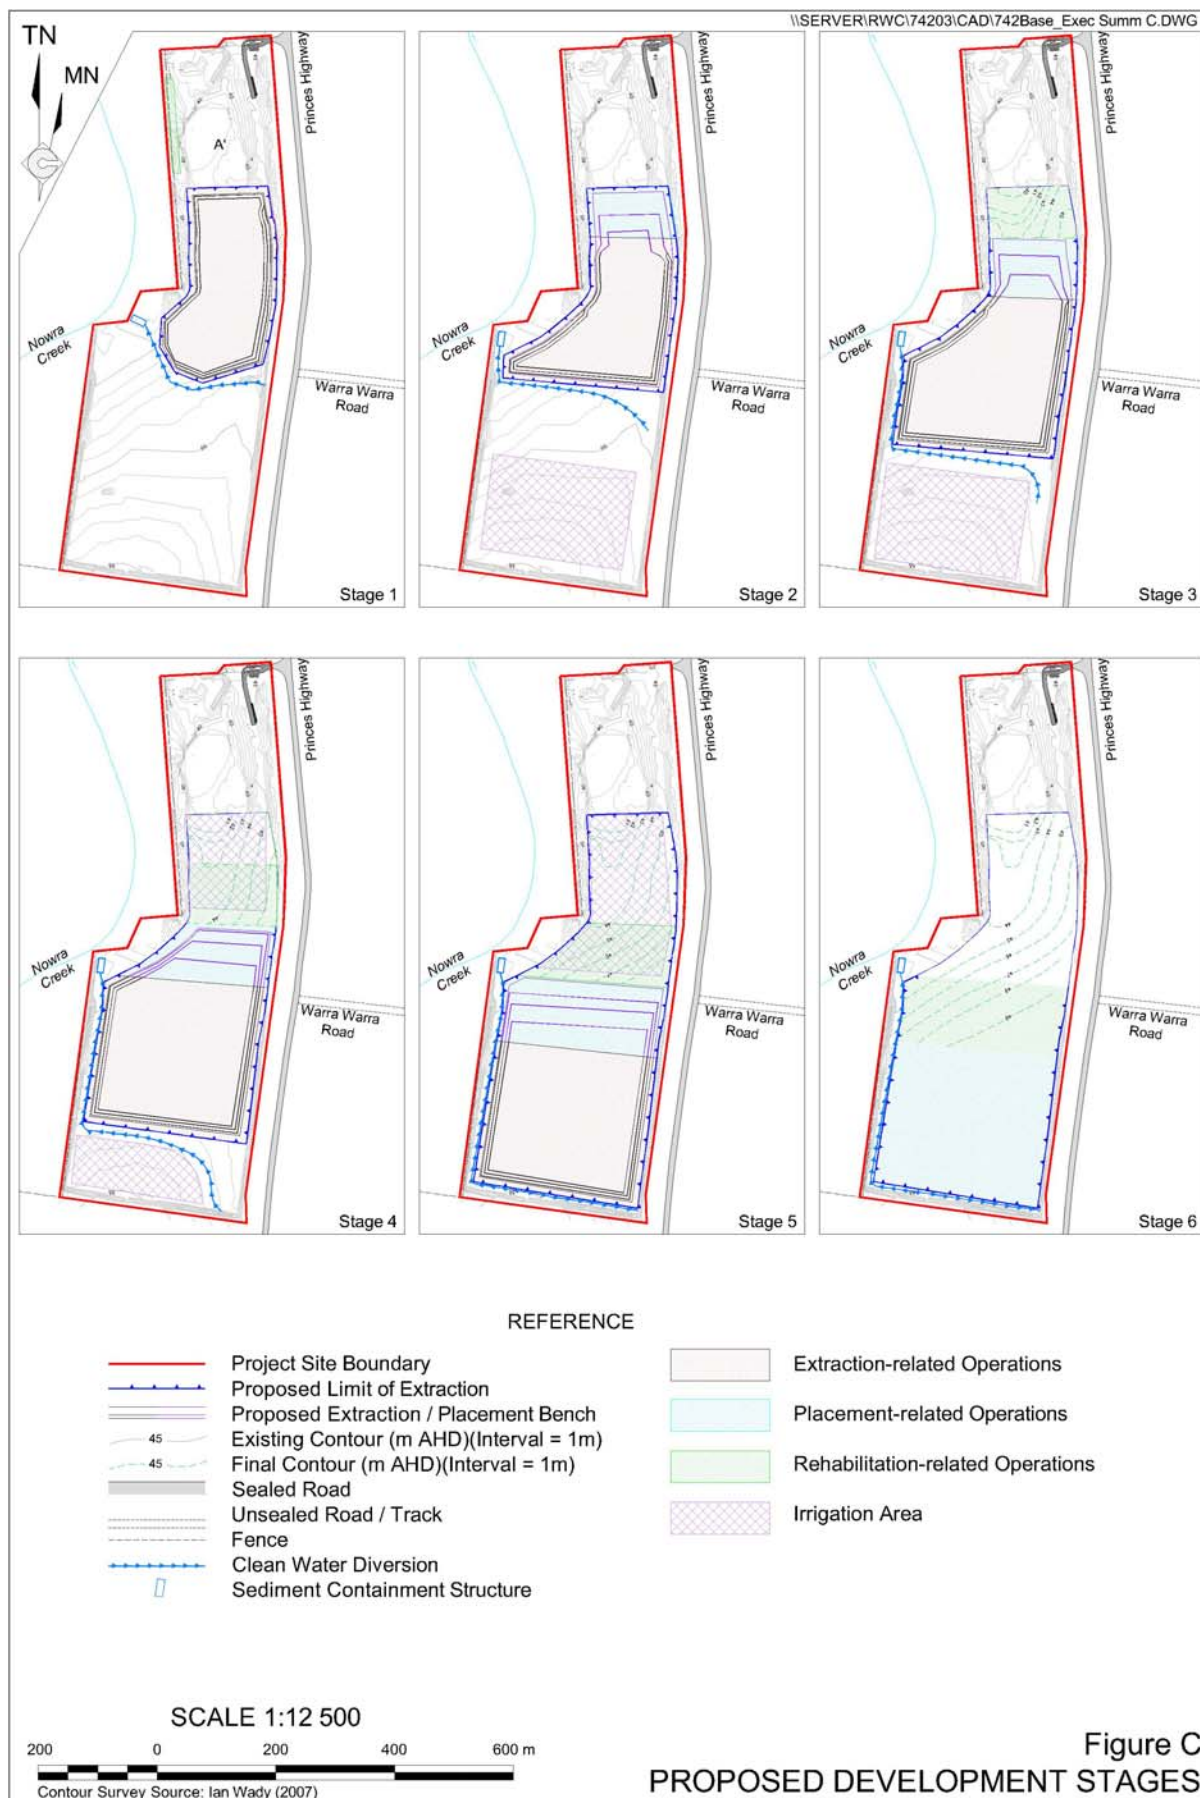 \\SERVER\RWC\74203\CAD\742Base_Exec Summ C.DWG
TN
MN
Princes Highway
A'
Nowra
Creek
Warra Warra
Road
Stage 1
Princes Highway
Nowra
Creek
Warra Warra
Road
Stage 2
Princes Highway
Nowra
Creek
Warra Warra
Road
Stage 3
Princes Highway
Nowra
Creek
Warra Warra
Road
Stage 4
Princes Highway
Nowra
Creek
Warra Warra
Road
Stage 5
Princes Highway
Nowra
Creek
Warra Warra
Road
Stage 6
REFERENCE
Project Site Boundary
Proposed Limit of Extraction
Proposed Extraction / Placement Bench
45 Existing Contour (m AHD)(Interval = 1m)
45 Final Contour (m AHD)(Interval = 1m)
Sealed Road
Unsealed Road / Track
Fence
Clean Water Diversion
Sediment Containment Structure
Extraction-related Operations
Placement-related Operations
Rehabilitation-related Operations
Irrigation Area
SCALE 1:12 500
200 0 200 400 600 m
Contour Survey Source: Ian Wady (2007)
Figure C
PROPOSED DEVELOPMENT STAGES